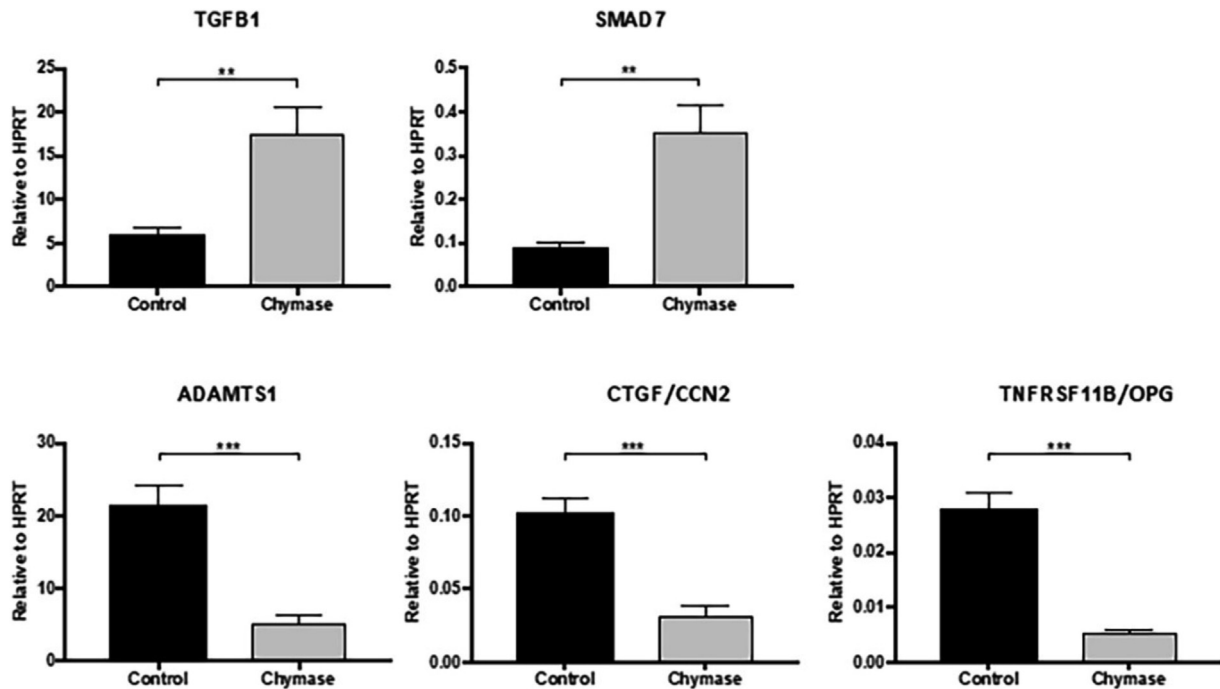 TGFB1
**
Relative to HPRT
25
20
15
10
5
0
Control
Chymase
SMAD7
**
Relative to HPRT
0.5
0.4
0.3
0.2
0.1
0.0
Control
Chymase
ADAMTS1
***
Relative to HPRT
30
20
10
0
Control
Chymase
CTGF/CCN2
***
Relative to HPRT
0.15
0.10
0.05
0.00
Control
Chymase
TNFRSF11B/OPG
***
Relative to HPRT
0.04
0.03
0.02
0.01
0.00
Control
Chymase